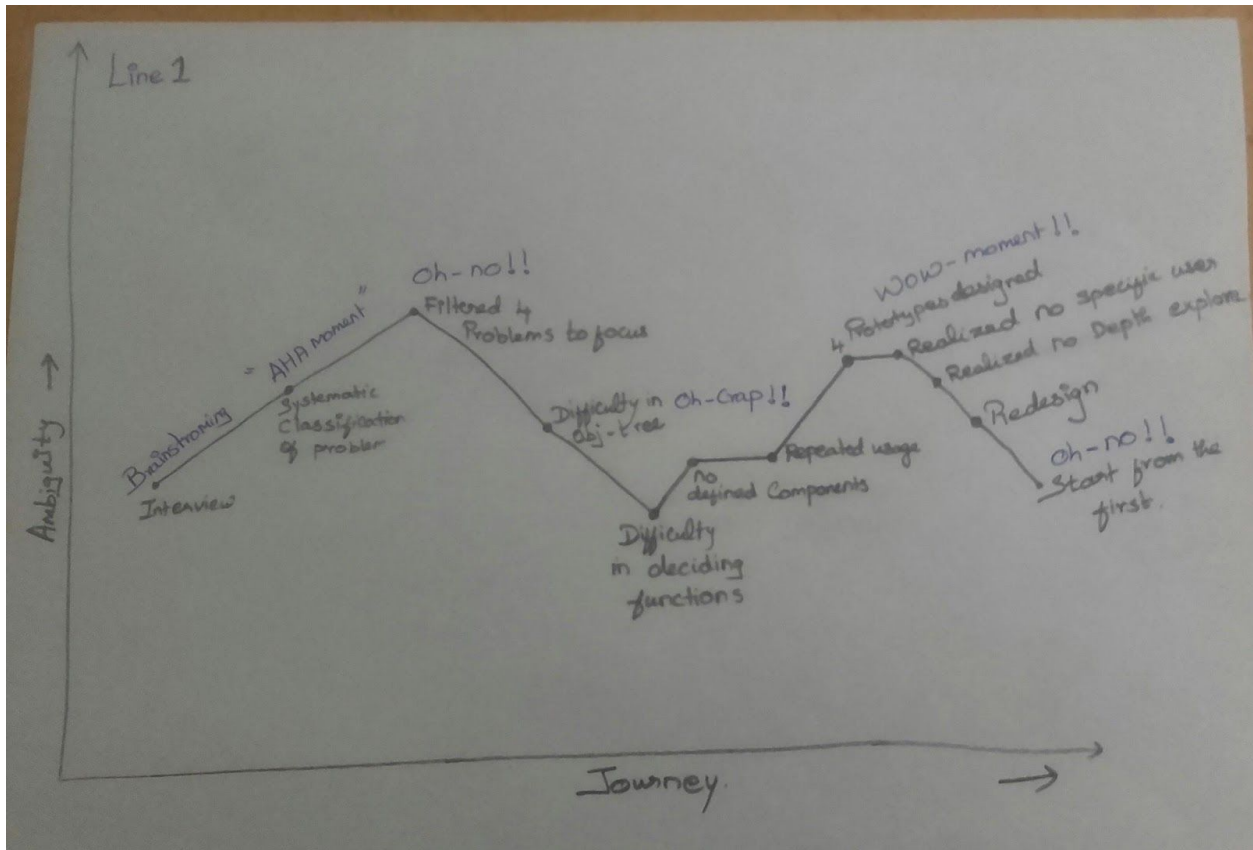 Line 1
Ambiguity →
Brainstroming
Interview
"AHA Moment"
Systematic
classification
of problem
Oh-no!!
Filtered 4
Problems to focus
Difficulty in
obj-tree
Oh-Crap!!
Difficulty
in deciding
functions
no
defined Components
Repeated usage
WOW-moment!!
4 Prototypes designed
Realized no specific user
Realized no Depth explore
Redesign
Oh-no!!
Start from the
first.
Journey.